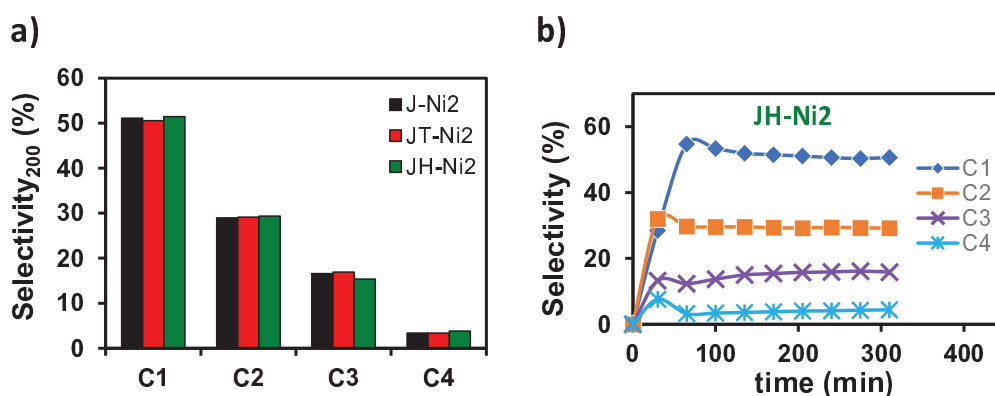 a)
Selectivity200 (%)
60
50
40
30
20
10
0
J-Ni2
JT-Ni2
JH-Ni2
C1 C2 C3 C4
b)
JH-Ni2
Selectivity (%)
60
40
20
0
C1
C2
C3
C4
0 100 200 300 400
time (min)